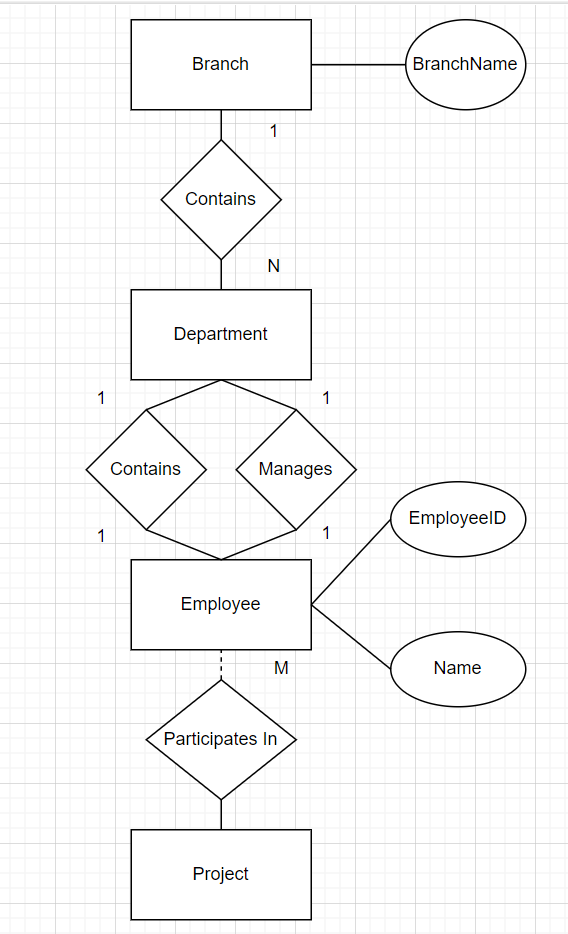 Branch
BranchName
1
Contains
N
Department
1
1
Contains
Manages
1
1
EmployeeID
Employee
Name
M
Participates In
Project